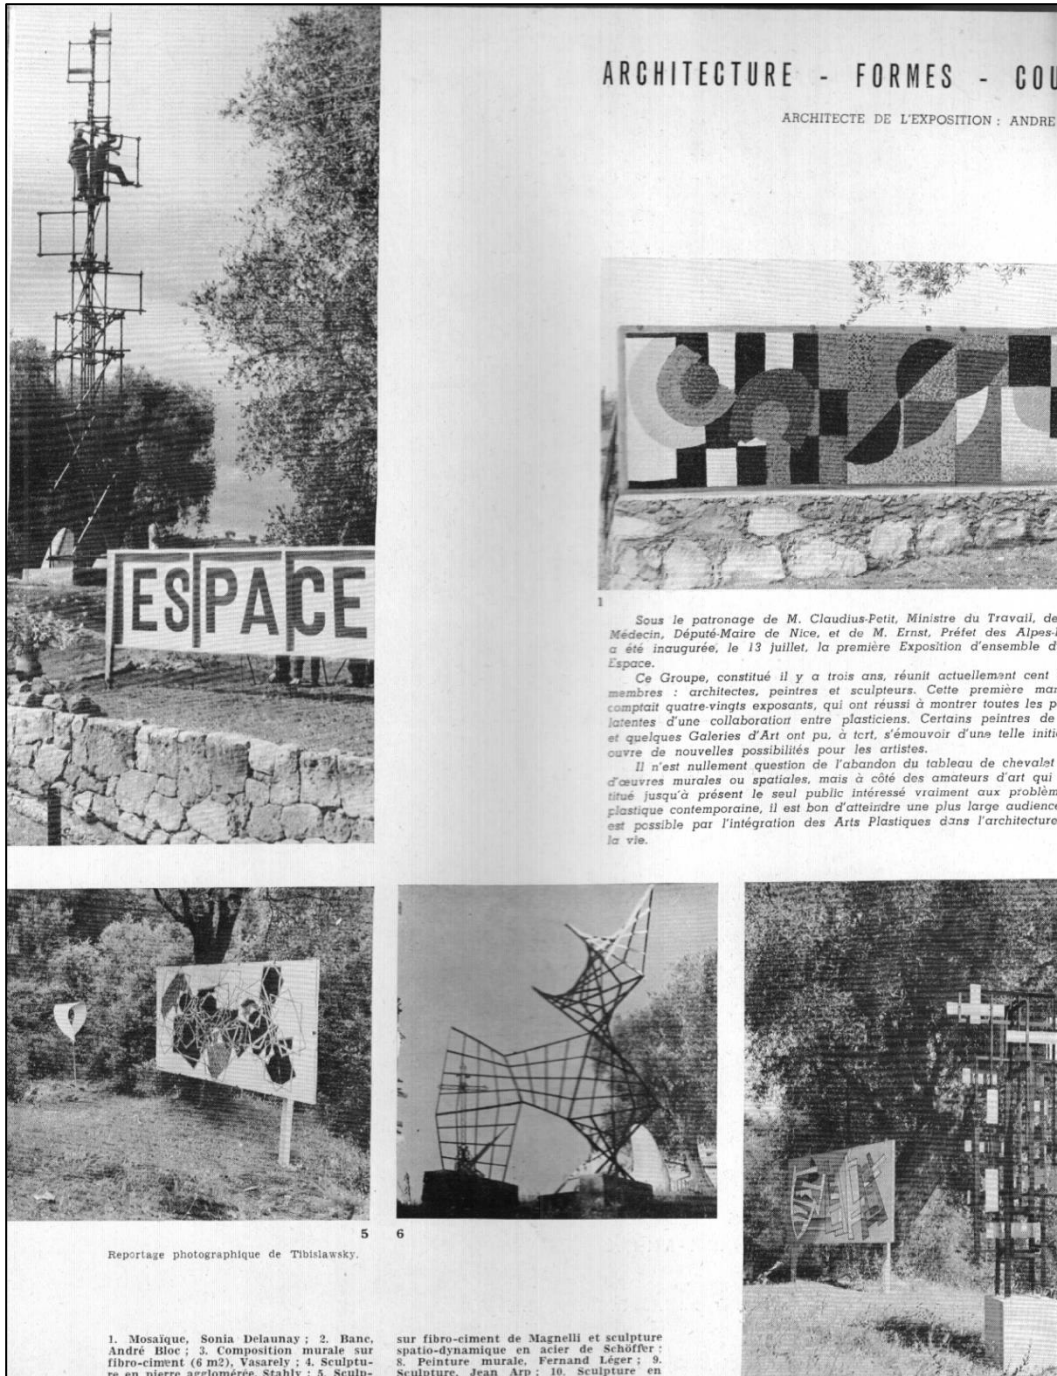 ARCHITECTURE - FORMES - COU
ARCHITECTE DE L'EXPOSITION : ANDRE
ESPACE
1
Sous le patronage de M. Claudius-Petit, Ministre du Travail, de
Médecin, Député-Maire de Nice, et de M. Ernst, Préfet des Alpes-
a été inaugurée, le 13 juillet, la première Exposition d'ensemble d
Espace.
Ce Groupe, constitué il y a trois ans, réunit actuellement cent
membres : architectes, peintres et sculpteurs. Cette première mar
comptait quatre-vingts exposants, qui ont réussi à montrer toutes les p
latentes d'une collaboration entre plasticiens. Certains peintres de
et quelques Galeries d'Art ont pu, à tort, s'émouvoir d'une telle initi
ouvre de nouvelles possibilités pour les artistes.
Il n'est nullement question de l'abandon du tableau de chevalet
d'œuvres murales ou spatiales, mais à côté des amateurs d'art qui
titué jusqu'à présent le seul public intéressé vraiment aux problèm
plastique contemporaine, il est bon d'atteindre une plus large audience
est possible par l'intégration des Arts Plastiques dans l'architecture
la vie.
5
6
Reportage photographique de Tibislawsky.
1. Mosaïque, Sonia Delaunay ; 2. Banc,
André Bloc ; 3. Composition murale sur
fibro-ciment (6 m2), Vasarely ; 4. Sculptu-
re en pierre agglomérée, Stahly ; 5. Sculp-
sur fibro-ciment de Magnelli et sculpture
spatio-dynamique en acier de Schöffer ;
8. Peinture murale, Fernand Léger ; 9.
Sculpture, Jean Arp ; 10. Sculpture en